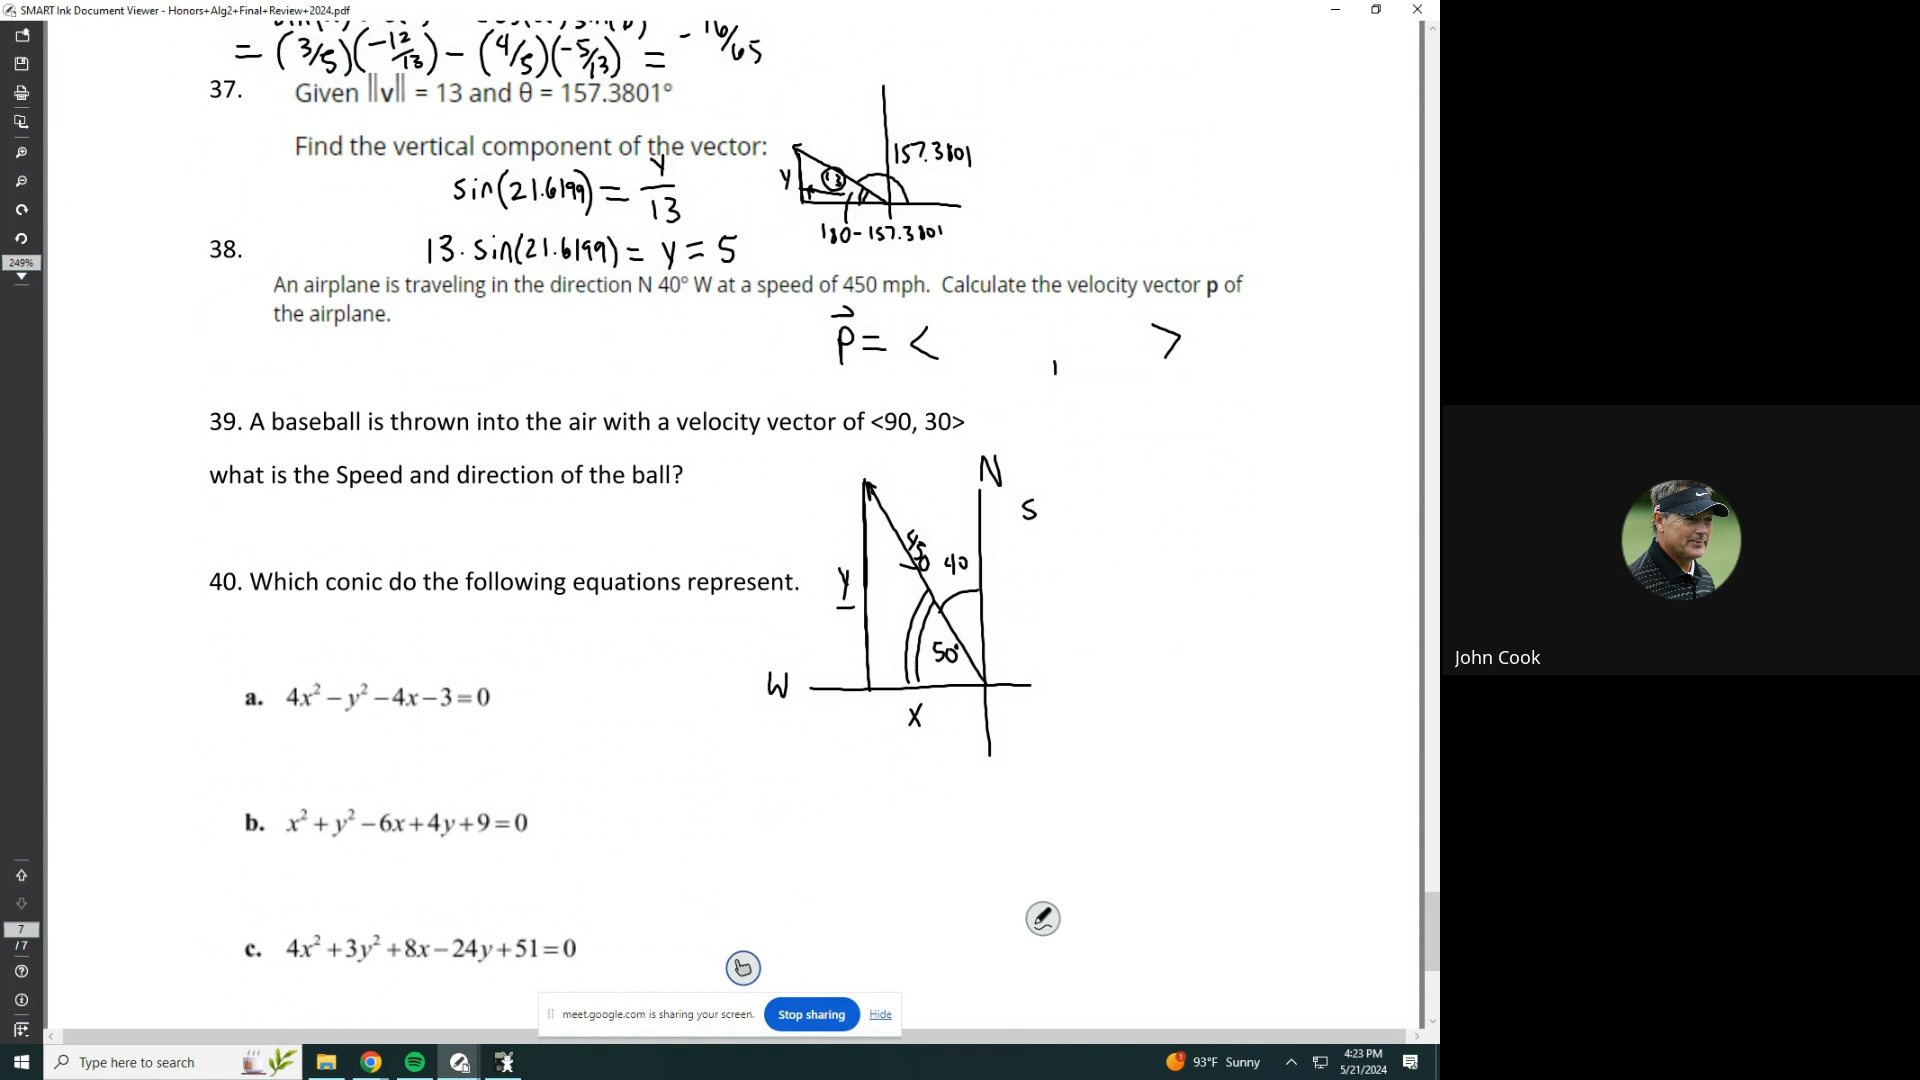 SMART Ink Document Viewer - Honors+Alg2+Final+Review+2024.pdf
= (3/5)(-12/13) - (4/5)(-5/13) = -16/65
37. Given ||v|| = 13 and θ = 157.3801°
Find the vertical component of the vector:
157.3801
Y 13
180-157.3801
sin(21.6199) = Y/13
13·sin(21.6199) = y = 5
38.
An airplane is traveling in the direction N 40° W at a speed of 450 mph. Calculate the velocity vector p of
the airplane.
p = < , >
39. A baseball is thrown into the air with a velocity vector of <90, 30>
what is the Speed and direction of the ball?
N
S
450 40
Y
50°
W
X
40. Which conic do the following equations represent.
a. 4x² − y² − 4x − 3 = 0
b. x² + y² − 6x + 4y + 9 = 0
c. 4x² + 3y² + 8x − 24y + 51 = 0
249%
7
/ 7
meet.google.com is sharing your screen. Stop sharing Hide
John Cook
Type here to search
93°F Sunny
4:23 PM
5/21/2024